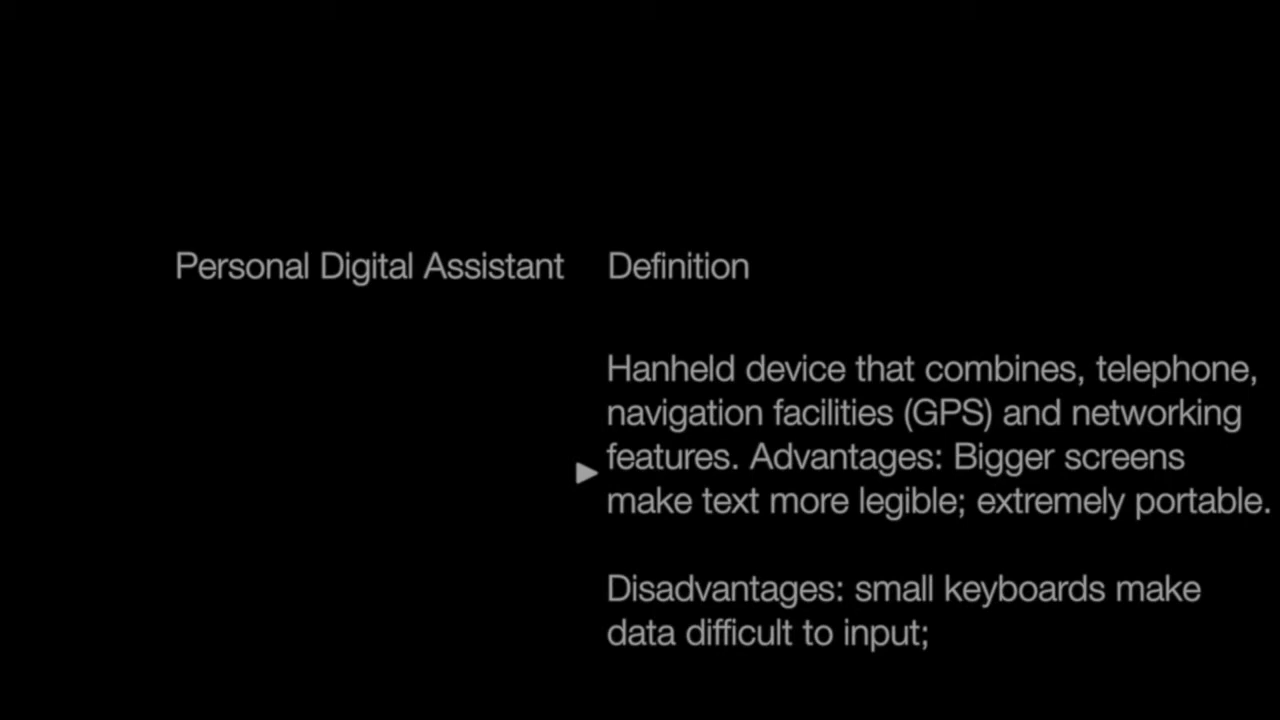 Personal Digital Assistant Definition
Hanheld device that combines, telephone,
navigation facilities (GPS) and networking
features. Advantages: Bigger screens
make text more legible; extremely portable.
Disadvantages: small keyboards make
data difficult to input;